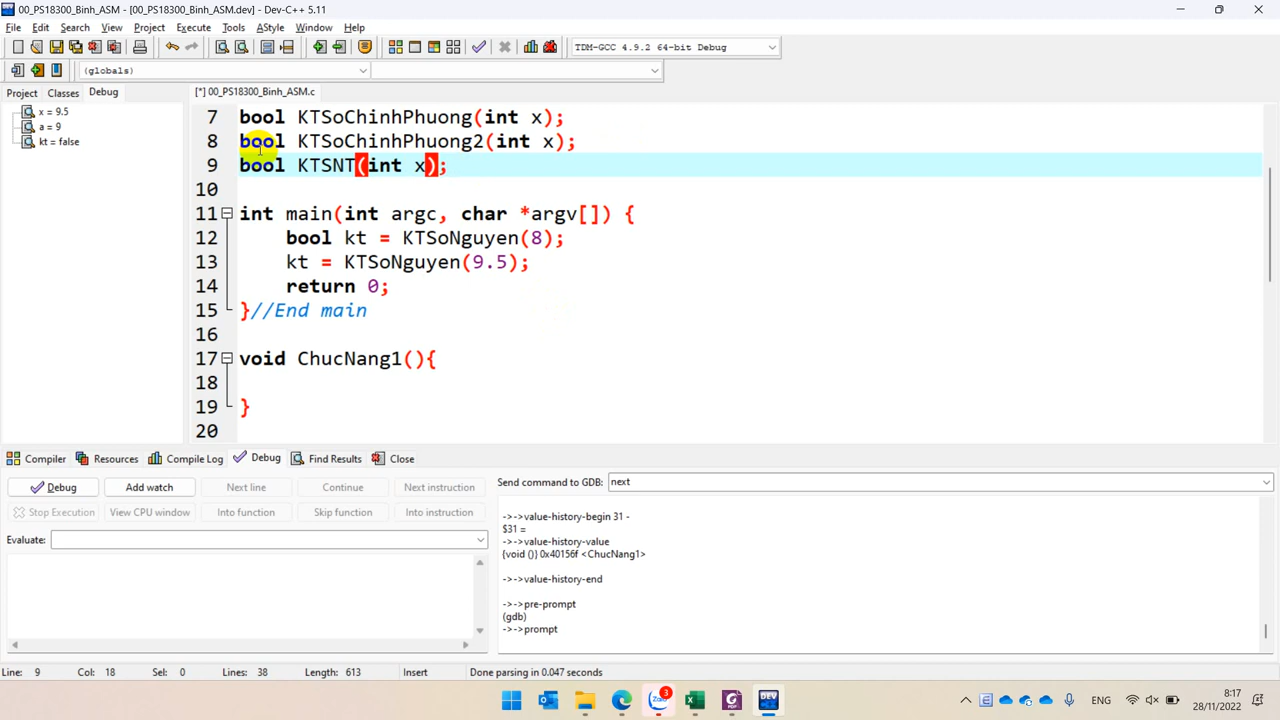 00_PS18300_Binh_ASM - [00_PS18300_Binh_ASM.dev] - Dev-C++ 5.11
File Edit Search View Project Execute Tools AStyle Window Help
TDM-GCC 4.9.2 64-bit Debug
(globals)
Project Classes Debug [*] 00_PS18300_Binh_ASM.c
x = 9.5
a = 9
kt = false
7 bool KTSoChinhPhuong(int x);
8 bool KTSoChinhPhuong2(int x);
9 bool KTSNT(int x);
10
11 int main(int argc, char *argv[]) {
12 bool kt = KTSoNguyen(8);
13 kt = KTSoNguyen(9.5);
14 return 0;
15 }//End main
16
17 void ChucNang1(){
18
19 }
20
Compiler Resources Compile Log Debug Find Results Close
Debug Add watch Next line Continue Next instruction Send command to GDB: next
Stop Execution View CPU window Into function Skip function Into instruction
Evaluate:
->->value-history-begin 31 -
$31 =
->->value-history-value
{void ()} 0x40156f <ChucNang1>
->->value-history-end
->->pre-prompt
(gdb)
->->prompt
Line: 9 Col: 18 Sel: 0 Lines: 38 Length: 613 Insert Done parsing in 0.047 seconds
Zalo 3 PDF DEV ENG 8:17
28/11/2022